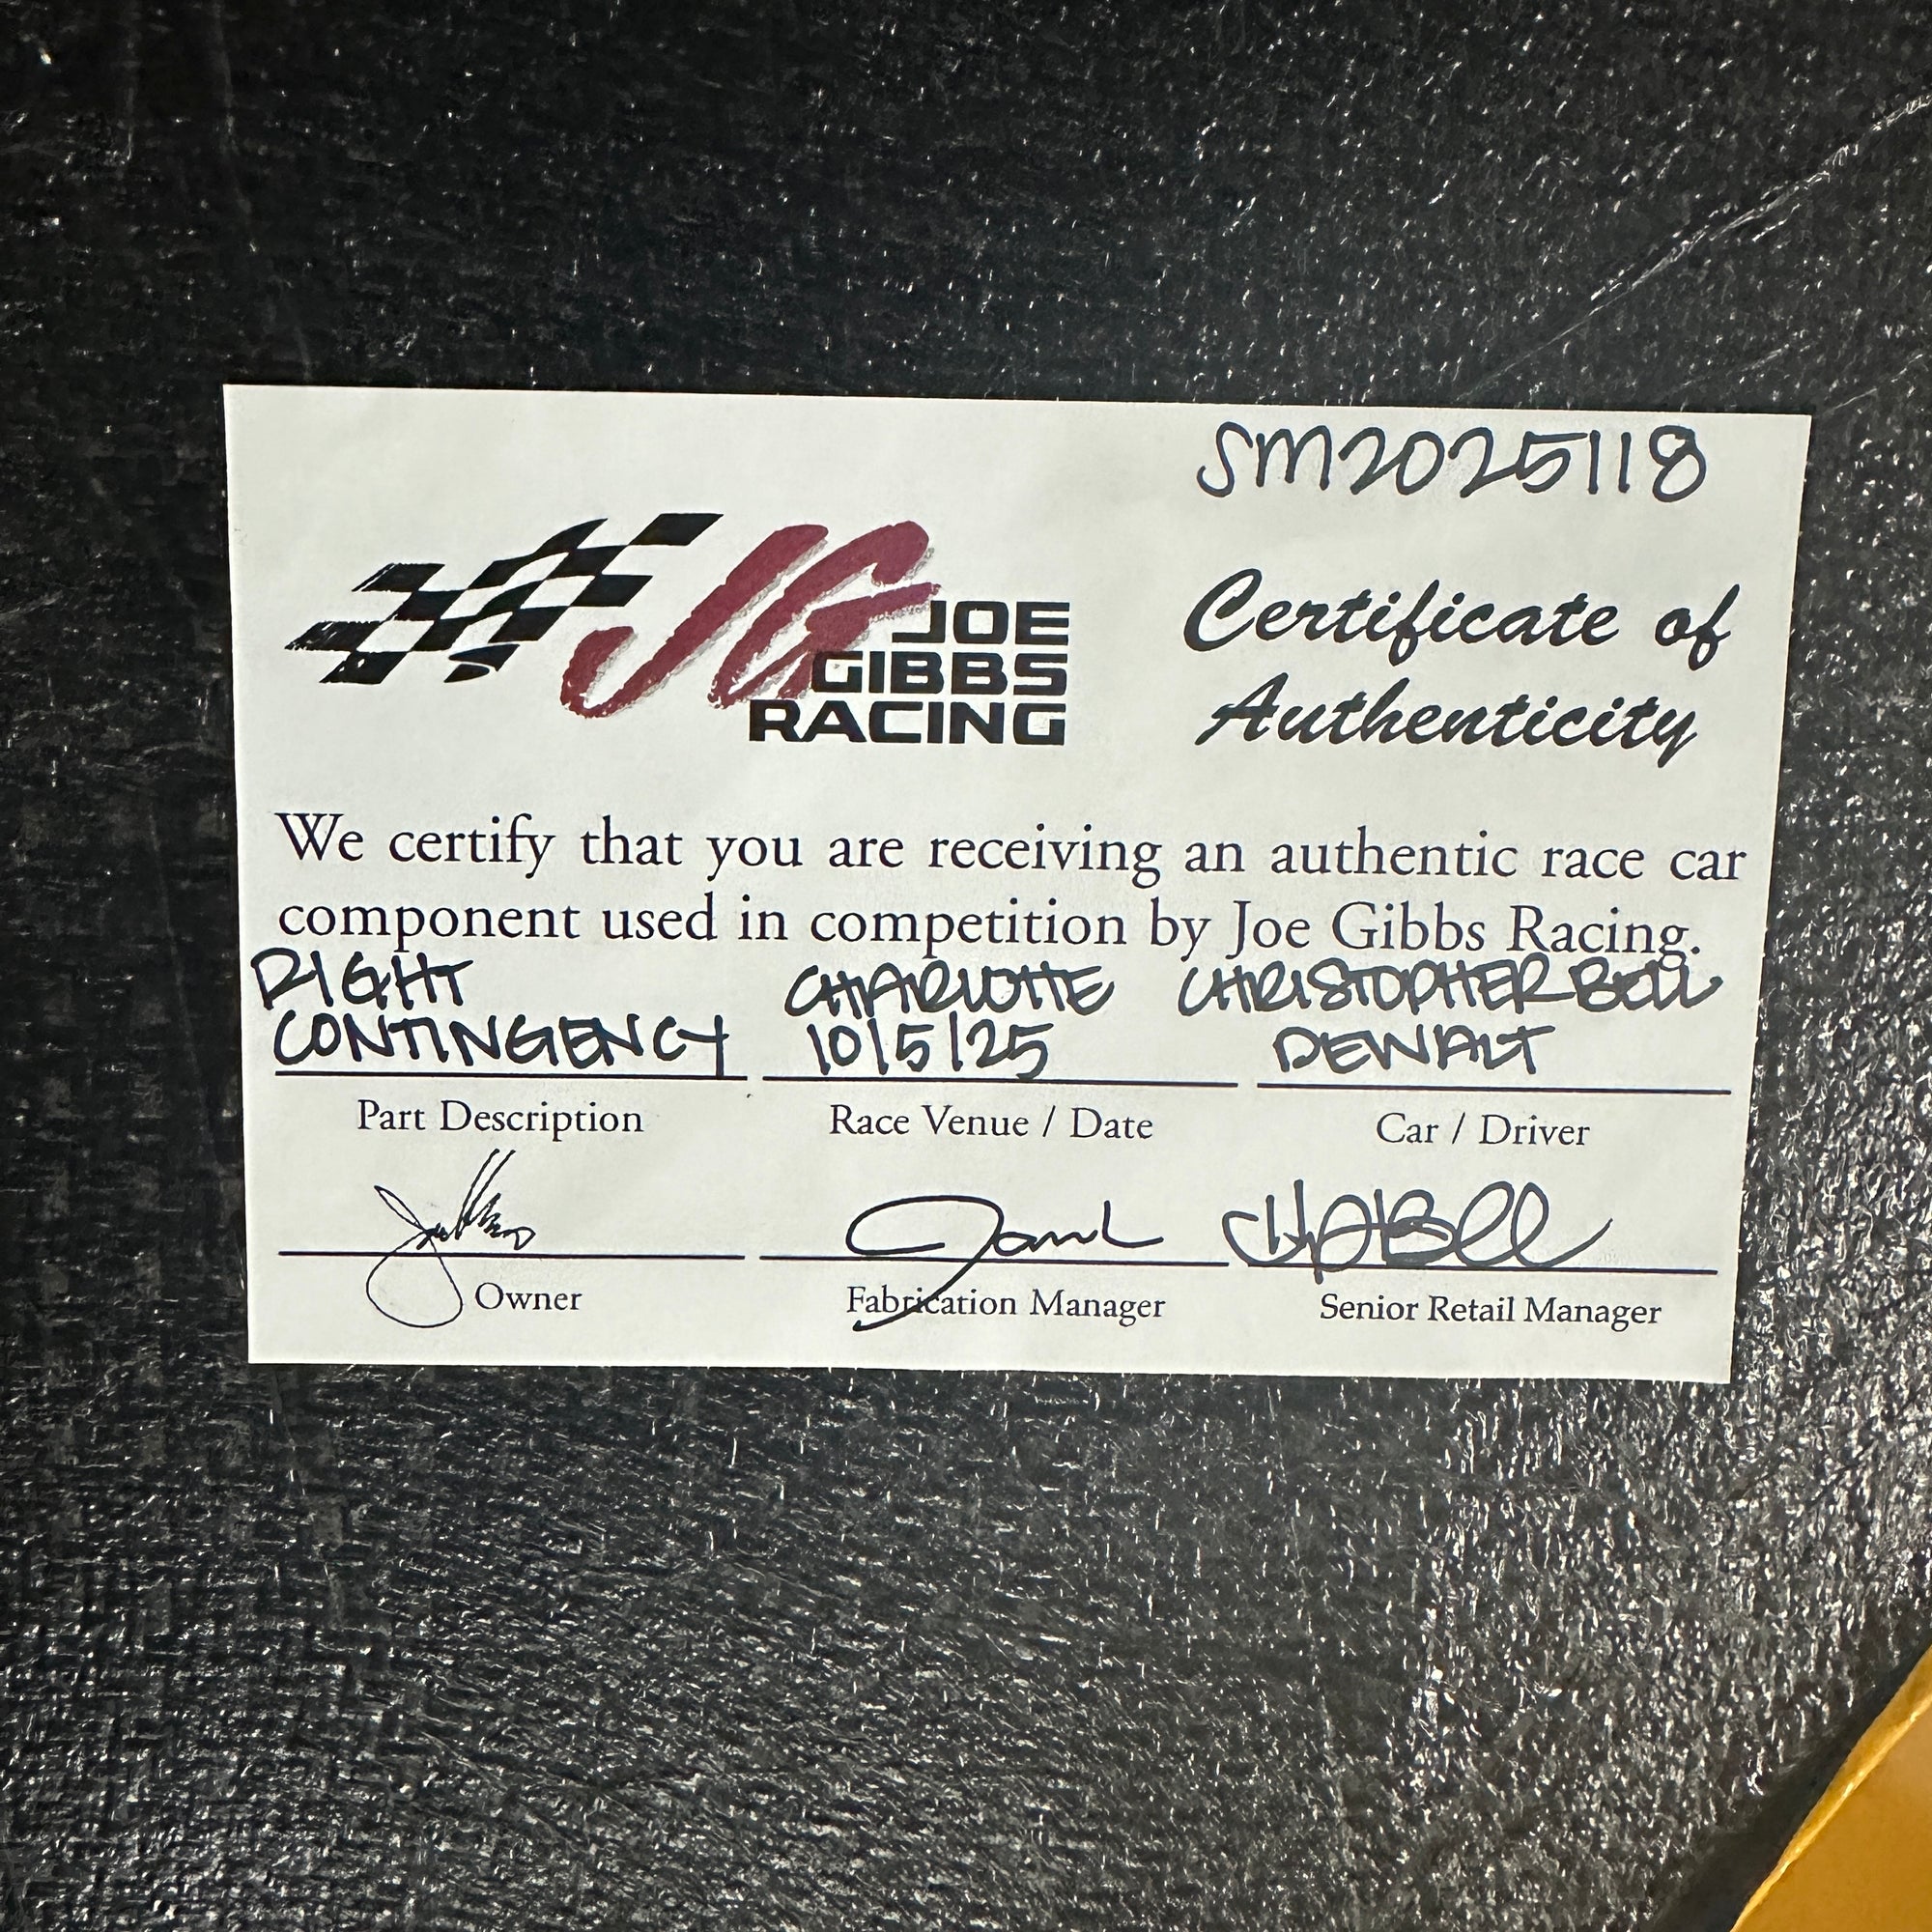 SM2025118
JG JOE
GIBBS
RACING
Certificate of
Authenticity
We certify that you are receiving an authentic race car
component used in competition by Joe Gibbs Racing.
RIGHT
CONTINGENCY
Part Description
CHARLOTTE
10/5/25
Race Venue / Date
CHRISTOPHER BELL
DEWALT
Car / Driver
Owner
Fabrication Manager
Senior Retail Manager